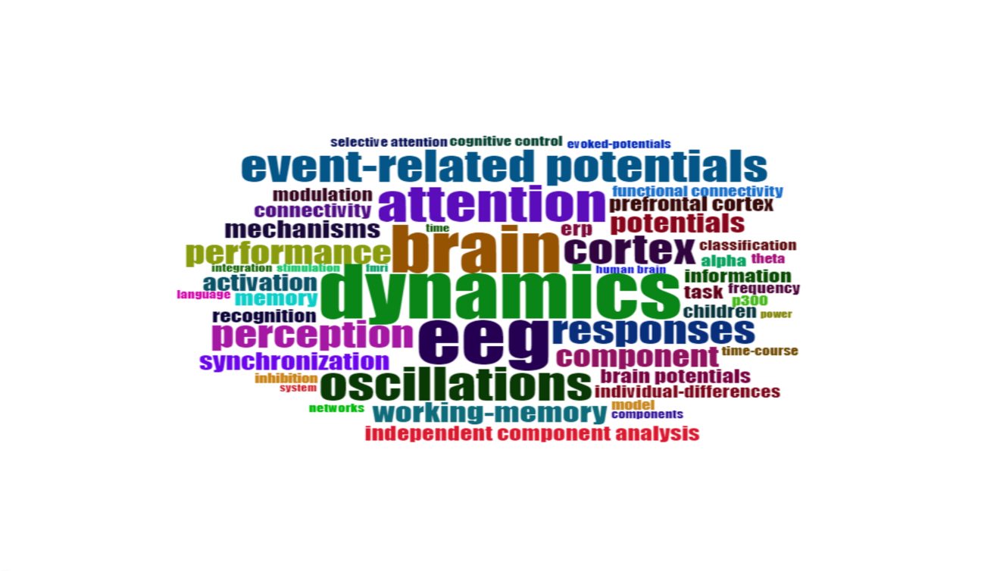 selective attention cognitive control evoked-potentials
event-related potentials
modulation attention functional connectivity
connectivity prefrontal cortex
mechanisms time erp potentials
performance brain cortex classification
integration stimulation fmri human brain alpha theta
activation dynamics information
language memory task frequency
p300
recognition children power
perception eeg responses
synchronization component time-course
inhibition oscillations brain potentials
system individual-differences
networks working-memory model
components
independent component analysis